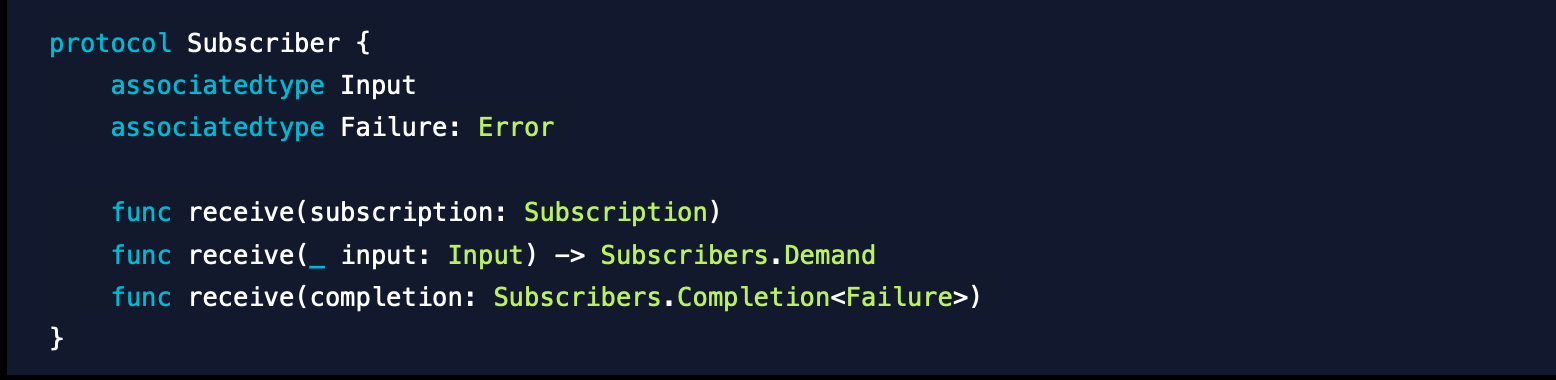 protocol Subscriber {
    associatedtype Input
    associatedtype Failure: Error

    func receive(subscription: Subscription)
    func receive(_ input: Input) -> Subscribers.Demand
    func receive(completion: Subscribers.Completion<Failure>)
}